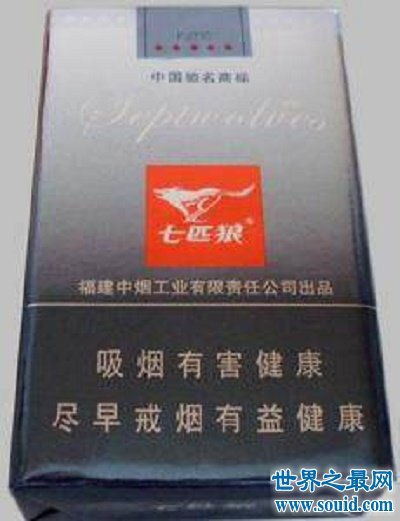 中国驰名商标
Septwolves
七匹狼®
福建中烟工业有限责任公司出品
吸烟有害健康
尽早戒烟有益健康
世界之最网
www.souid.com